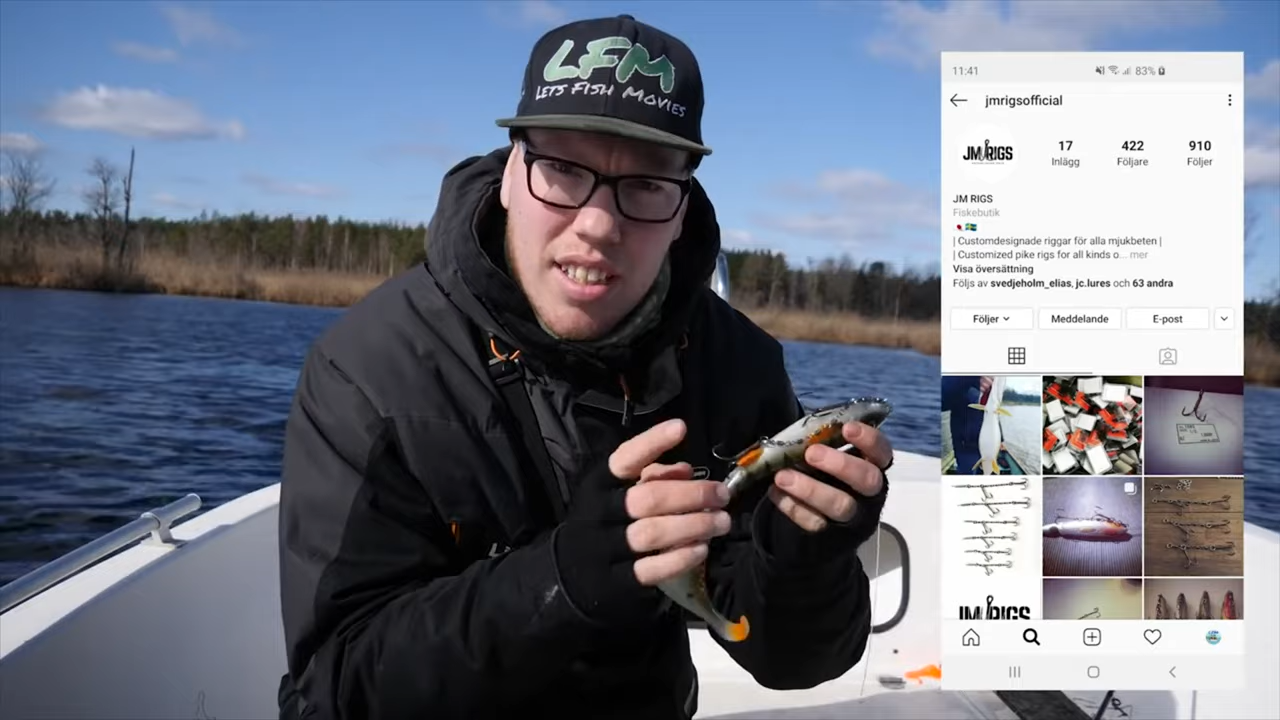 LFM
LETS FISH MOVIES
11:41
83%
jmrigsofficial
JM RIGS
17
422
910
Inlägg
Följare
Följer
JM RIGS
Fiskebutik
| Customdesignade riggar för alla mjukbeten |
| Customized pike rigs for all kinds o... mer
Visa översättning
Följs av svedjeholm_elias, jc.lures och 63 andra
Följer
Meddelande
E-post
JM RIGS